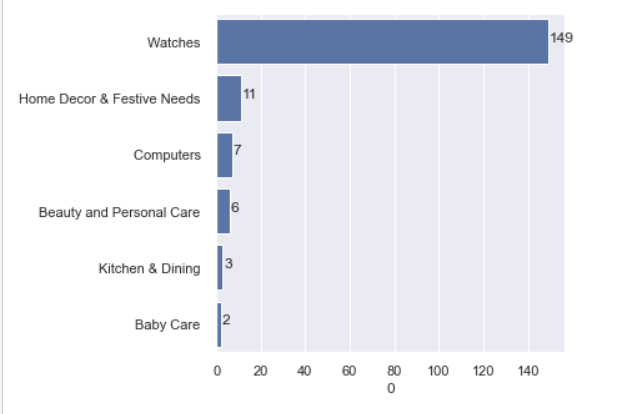 Watches 149
Home Decor & Festive Needs 11
Computers 7
Beauty and Personal Care 6
Kitchen & Dining 3
Baby Care 2
0 20 40 60 80 100 120 140
0